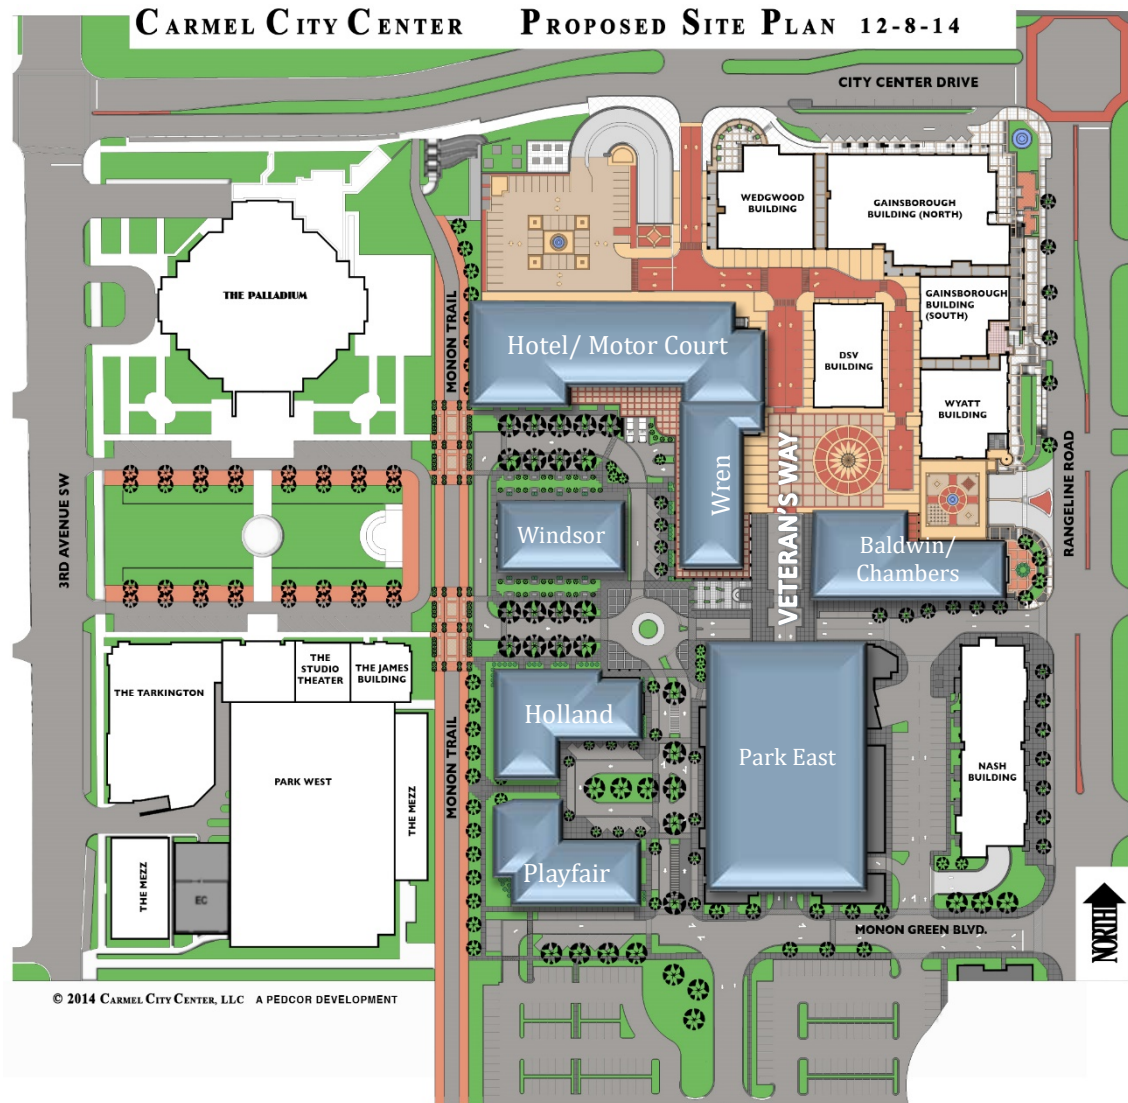 CARMEL CITY CENTER PROPOSED SITE PLAN 12-8-14
CITY CENTER DRIVE
WEDGWOOD
BUILDING
GAINSBOROUGH
BUILDING (NORTH)
THE PALLADIUM
MONON TRAIL
GAINSBOROUGH
BUILDING
(SOUTH)
Hotel/ Motor Court
DSV
BUILDING
WYATT
BUILDING
3RD AVENUE SW
Wren
VETERAN'S WAY
RANGELINE ROAD
Windsor
Baldwin/
Chambers
THE TARKINGTON
THE
STUDIO
THEATER
THE JAMES
BUILDING
Holland
PARK WEST
MONON TRAIL
Park East
NASH
BUILDING
THE MEZZ
THE MEZZ
EC
Playfair
MONON GREEN BLVD.
NORTH
© 2014 CARMEL CITY CENTER, LLC A PEDCOR DEVELOPMENT